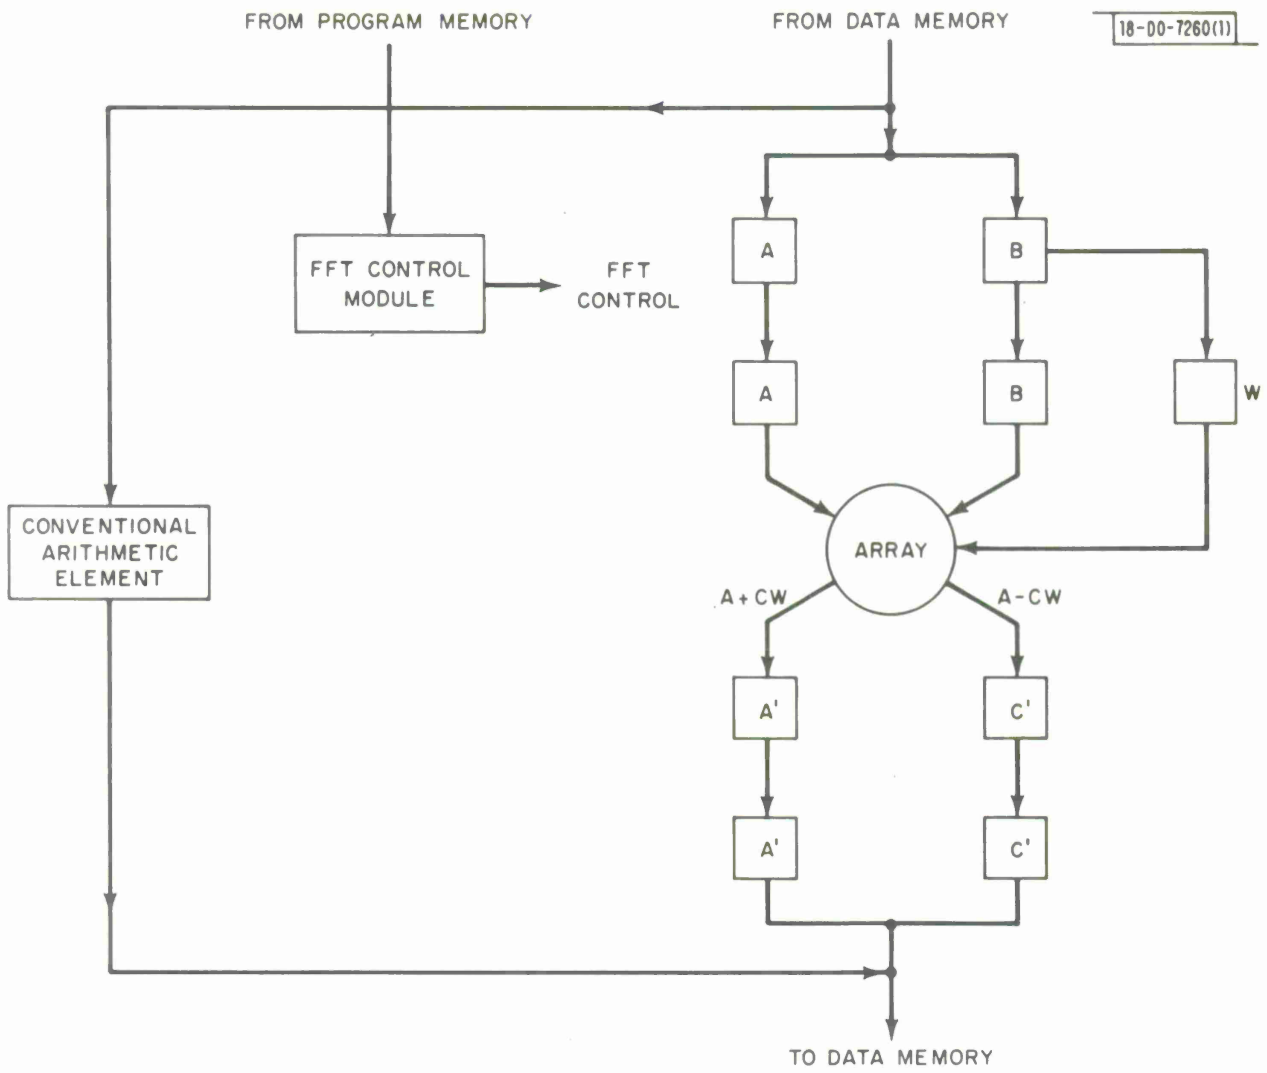 FROM PROGRAM MEMORY
FROM DATA MEMORY
18-DO-7260(1)
A
B
FFT CONTROL
MODULE
FFT
CONTROL
A
B
W
CONVENTIONAL
ARITHMETIC
ELEMENT
ARRAY
A+CW
A-CW
A'
C'
A'
C'
TO DATA MEMORY